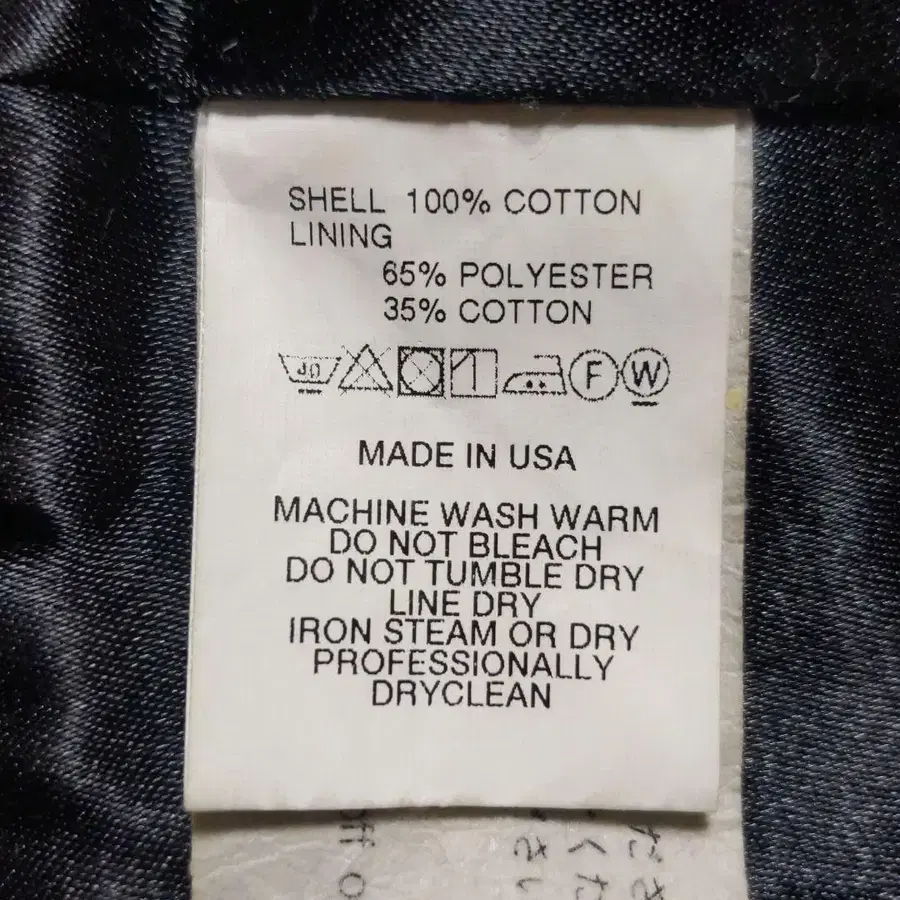 SHELL 100% COTTON
LINING
65% POLYESTER
35% COTTON
40 F W
MADE IN USA
MACHINE WASH WARM
DO NOT BLEACH
DO NOT TUMBLE DRY
LINE DRY
IRON STEAM OR DRY
PROFESSIONALLY
DRYCLEAN